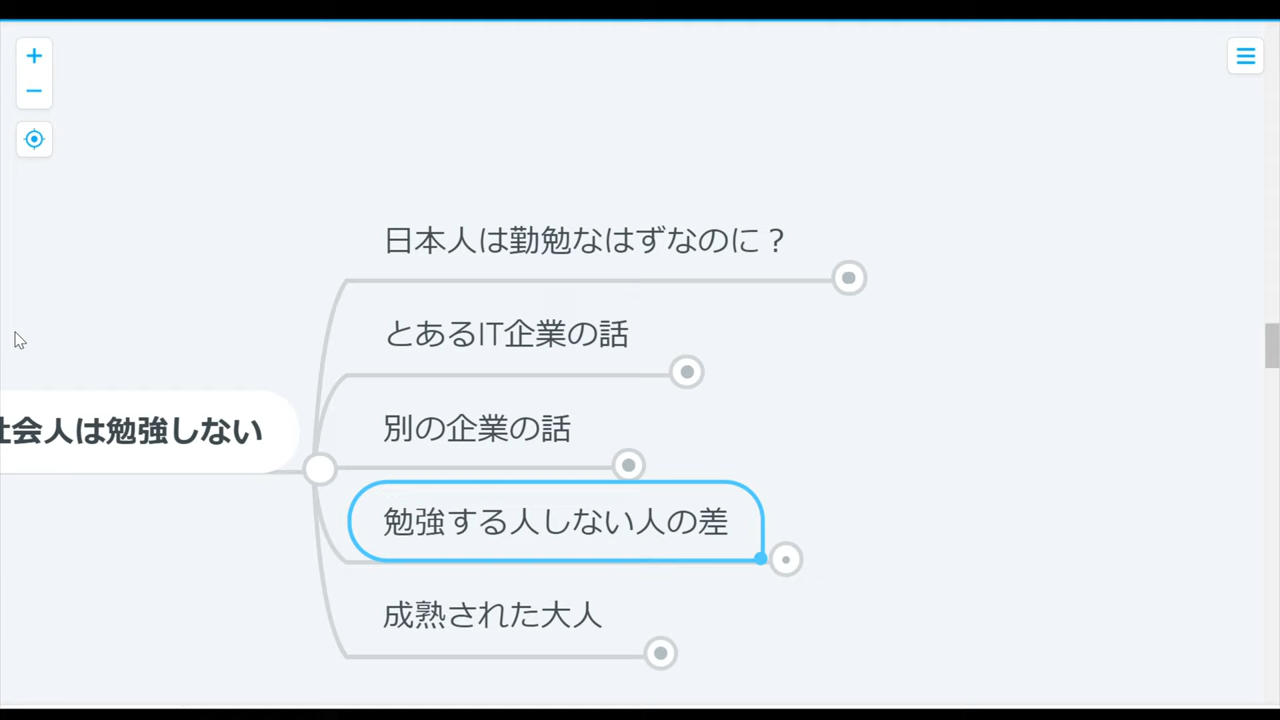 日本人は勤勉なはずなのに？
とあるIT企業の話
社会人は勉強しない
別の企業の話
勉強する人しない人の差
成熟された大人